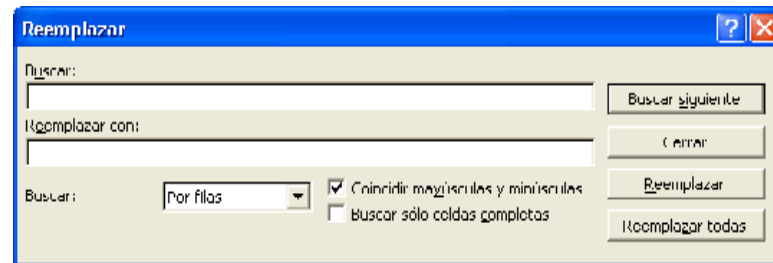 Reemplazar
Buscar:
Buscar siguiente
Reemplazar con:
Cerrar
Buscar:
Por filas
Coincidir mayúsculas y minúsculas
Reemplazar
Buscar sólo celdas completas
Reemplazar todas